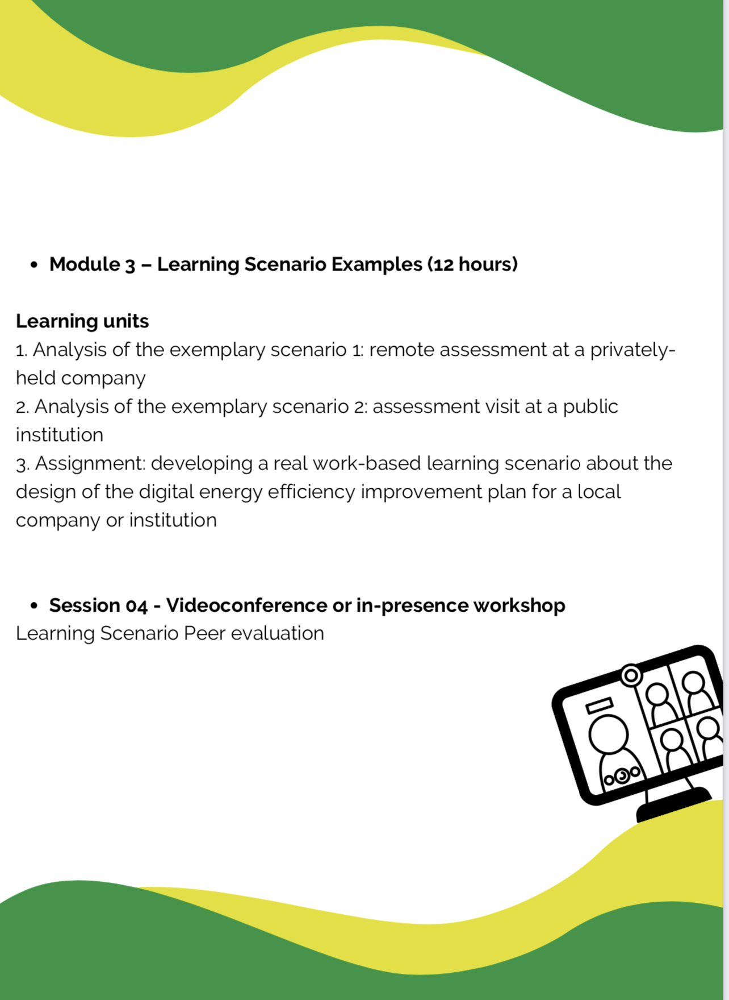 • Module 3 – Learning Scenario Examples (12 hours)
Learning units
1. Analysis of the exemplary scenario 1: remote assessment at a privately-
held company
2. Analysis of the exemplary scenario 2: assessment visit at a public
institution
3. Assignment: developing a real work-based learning scenario about the
design of the digital energy efficiency improvement plan for a local
company or institution
• Session 04 - Videoconference or in-presence workshop
Learning Scenario Peer evaluation